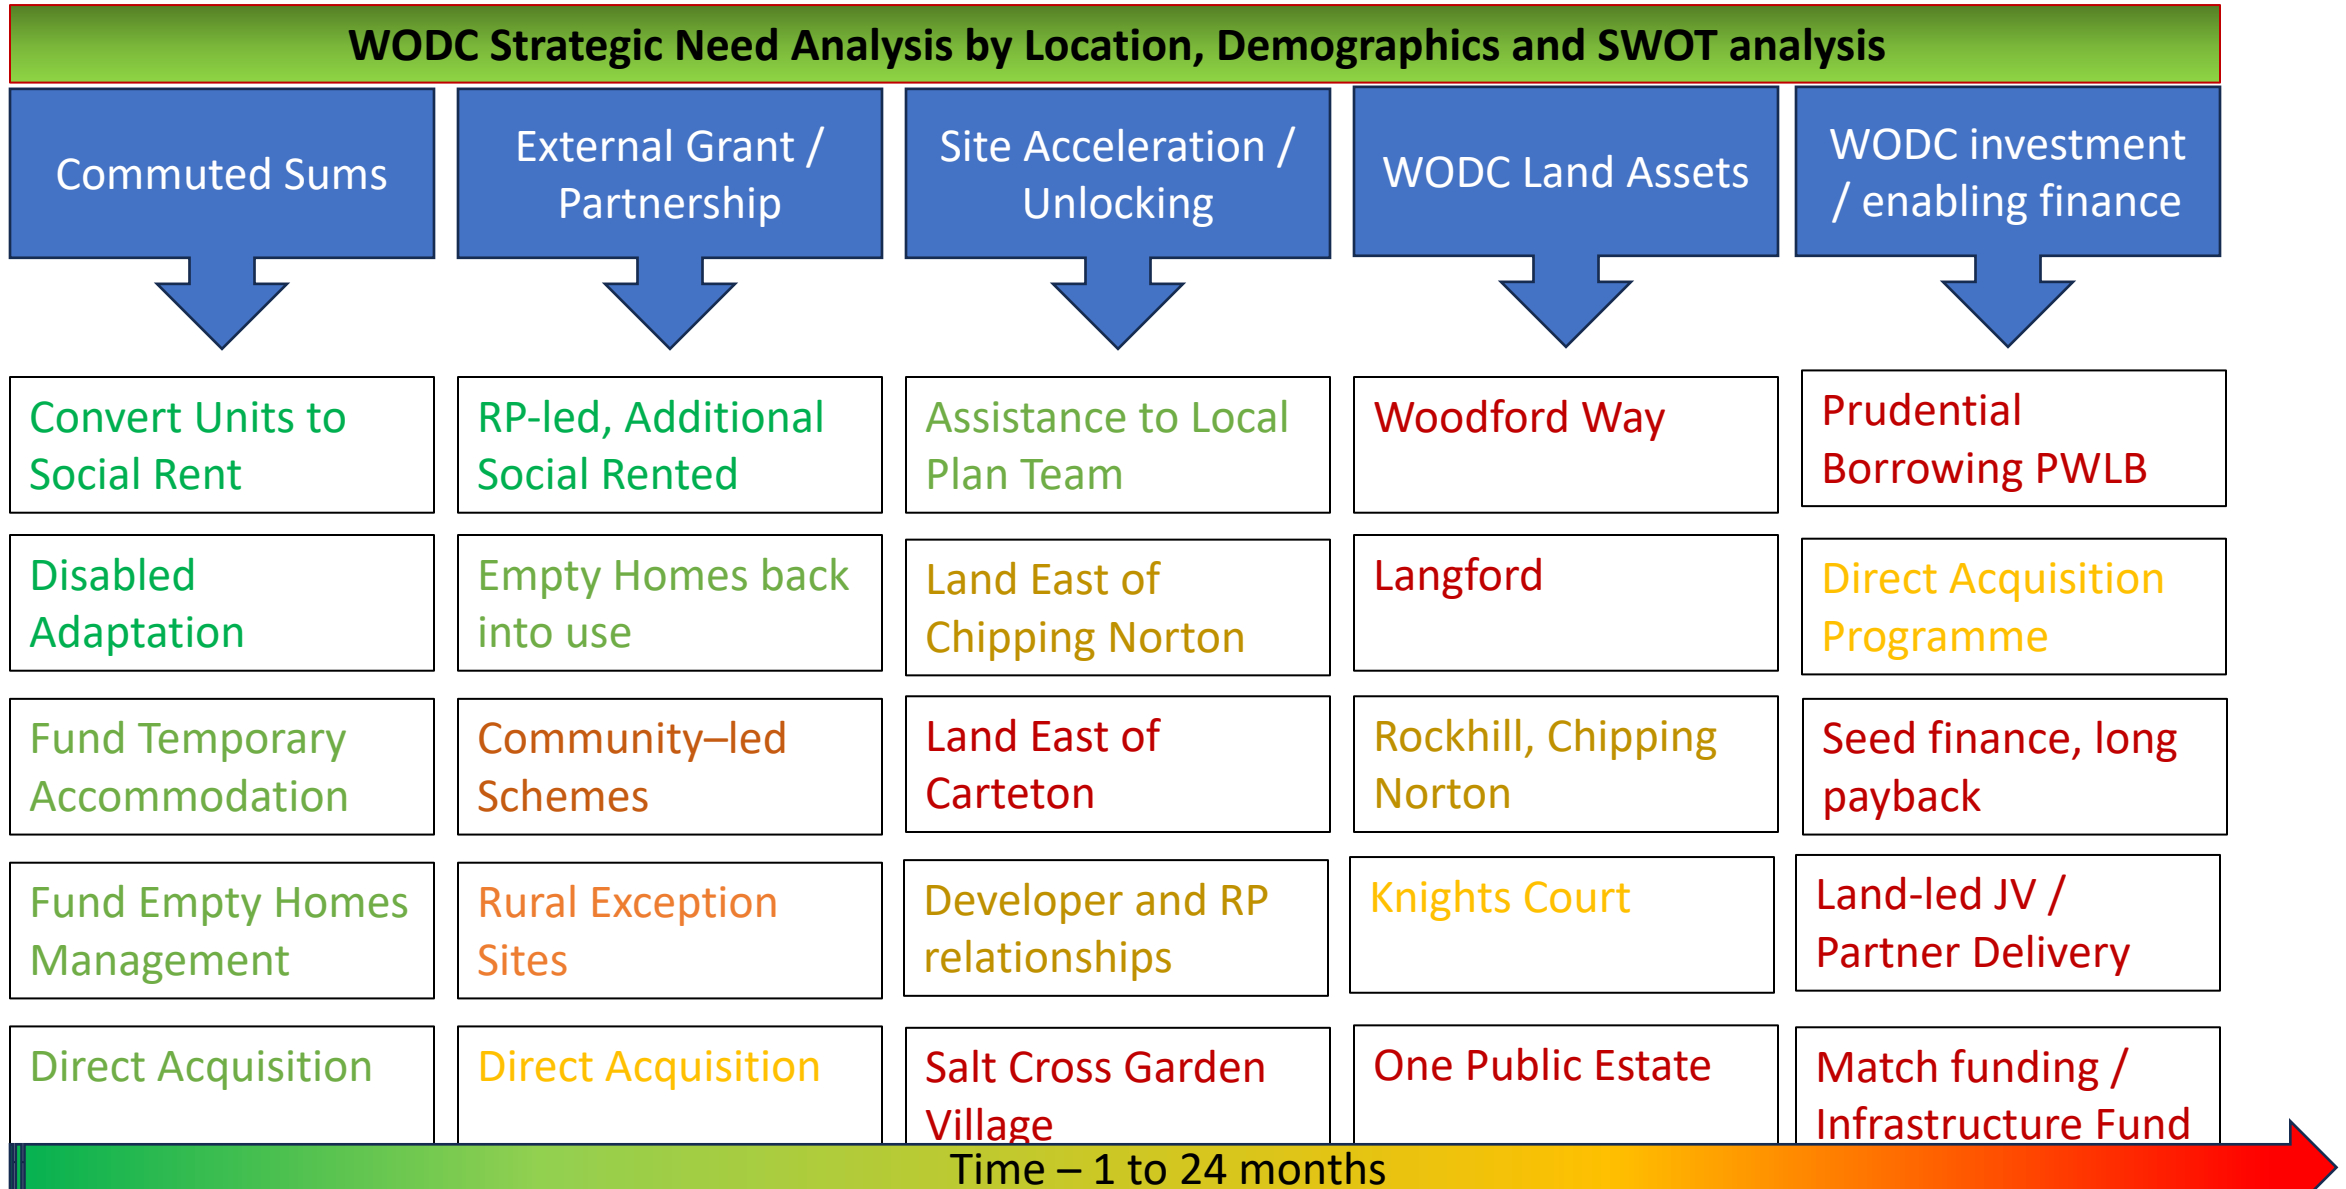 WODC Strategic Need Analysis by Location, Demographics and SWOT analysis
Commuted Sums
External Grant /
Partnership
Site Acceleration /
Unlocking
WODC Land Assets
WODC investment
/ enabling finance
Convert Units to
Social Rent
Disabled
Adaptation
Fund Temporary
Accommodation
Fund Empty Homes
Management
Direct Acquisition
RP-led, Additional
Social Rented
Empty Homes back
into use
Community–led
Schemes
Rural Exception
Sites
Direct Acquisition
Assistance to Local
Plan Team
Land East of
Chipping Norton
Land East of
Carteton
Developer and RP
relationships
Salt Cross Garden
Village
Woodford Way
Langford
Rockhill, Chipping
Norton
Knights Court
One Public Estate
Prudential
Borrowing PWLB
Direct Acquisition
Programme
Seed finance, long
payback
Land-led JV /
Partner Delivery
Match funding /
Infrastructure Fund
Time – 1 to 24 months